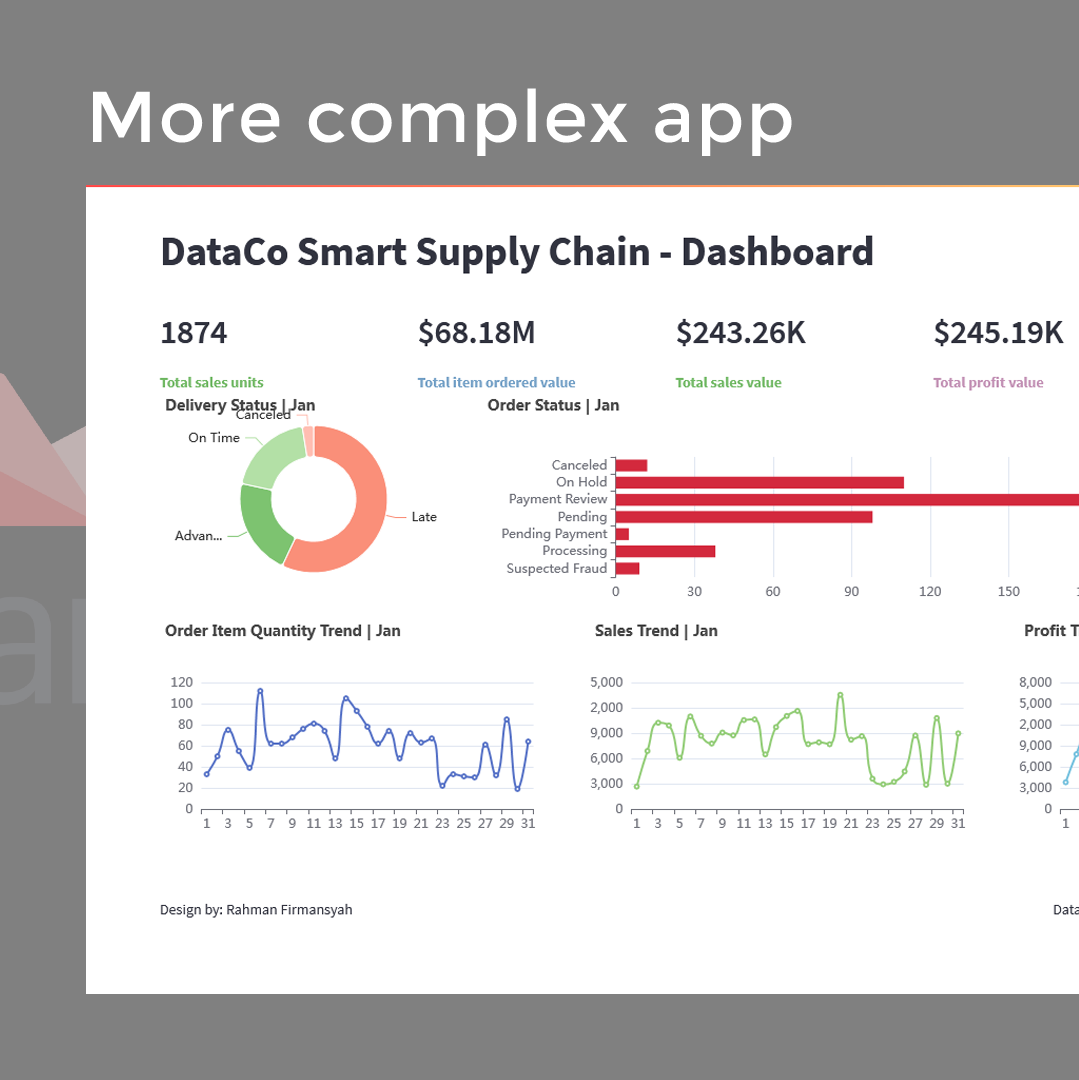 More complex app
DataCo Smart Supply Chain - Dashboard
1874
$68.18M
$243.26K
$245.19K
Total sales units
Total item ordered value
Total sales value
Total profit value
Delivery Status | Jan
Canceled
On Time
Advan...
Late
Order Status | Jan
Canceled
On Hold
Payment Review
Pending
Pending Payment
Processing
Suspected Fraud
0 30 60 90 120 150
Order Item Quantity Trend | Jan
120
100
80
60
40
20
0
1 3 5 7 9 11 13 15 17 19 21 23 25 27 29 31
Sales Trend | Jan
5,000
2,000
9,000
6,000
3,000
0
1 3 5 7 9 11 13 15 17 19 21 23 25 27 29 31
Profit T
8,000
5,000
2,000
9,000
6,000
3,000
0
1
Design by: Rahman Firmansyah
Data